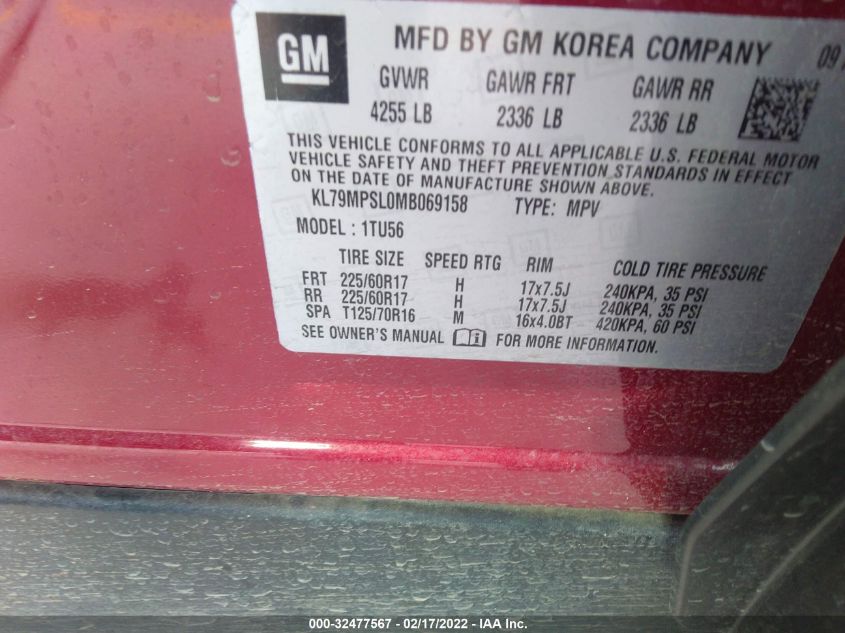 GM MFD BY GM KOREA COMPANY
GVWR GAWR FRT GAWR RR
4255 LB 2336 LB 2336 LB
THIS VEHICLE CONFORMS TO ALL APPLICABLE U.S. FEDERAL MOTOR
VEHICLE SAFETY AND THEFT PREVENTION STANDARDS IN EFFECT
ON THE DATE OF MANUFACTURE SHOWN ABOVE.
KL79MPSL0MB069158 TYPE: MPV
MODEL : 1TU56
TIRE SIZE SPEED RTG RIM COLD TIRE PRESSURE
FRT 225/60R17 H 17x7.5J 240KPA, 35 PSI
RR 225/60R17 H 17x7.5J 240KPA, 35 PSI
SPA T125/70R16 M 16x4.0BT 420KPA, 60 PSI
SEE OWNER'S MANUAL FOR MORE INFORMATION.
000-32477567 - 02/17/2022 - IAA Inc.